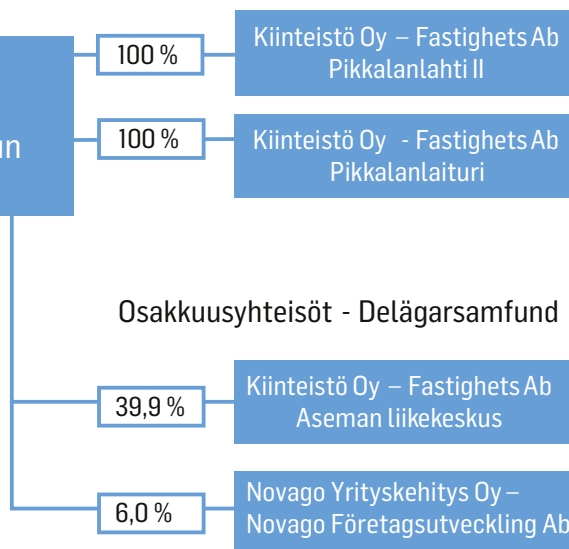 100 %
Kiinteistö Oy – Fastighets Ab
Pikkalanlahti II
100 %
Kiinteistö Oy - Fastighets Ab
Pikkalanlaituri
Osakkuusyhteisöt - Delägarsamfund
39,9 %
Kiinteistö Oy – Fastighets Ab
Aseman liikekeskus
6,0 %
Novago Yrityskehitys Oy –
Novago Företagsutveckling Ab